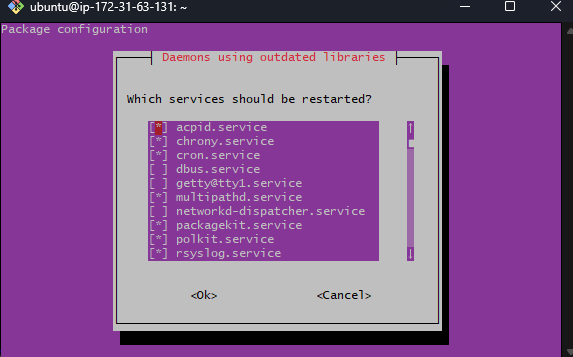 ubuntu@ip-172-31-63-131: ~
Package configuration
Daemons using outdated libraries
Which services should be restarted?
[*] acpid.service
[*] chrony.service
[*] cron.service
[ ] dbus.service
[ ] getty@tty1.service
[*] multipathd.service
[ ] networkd-dispatcher.service
[*] packagekit.service
[*] polkit.service
[*] rsyslog.service
<Ok> <Cancel>